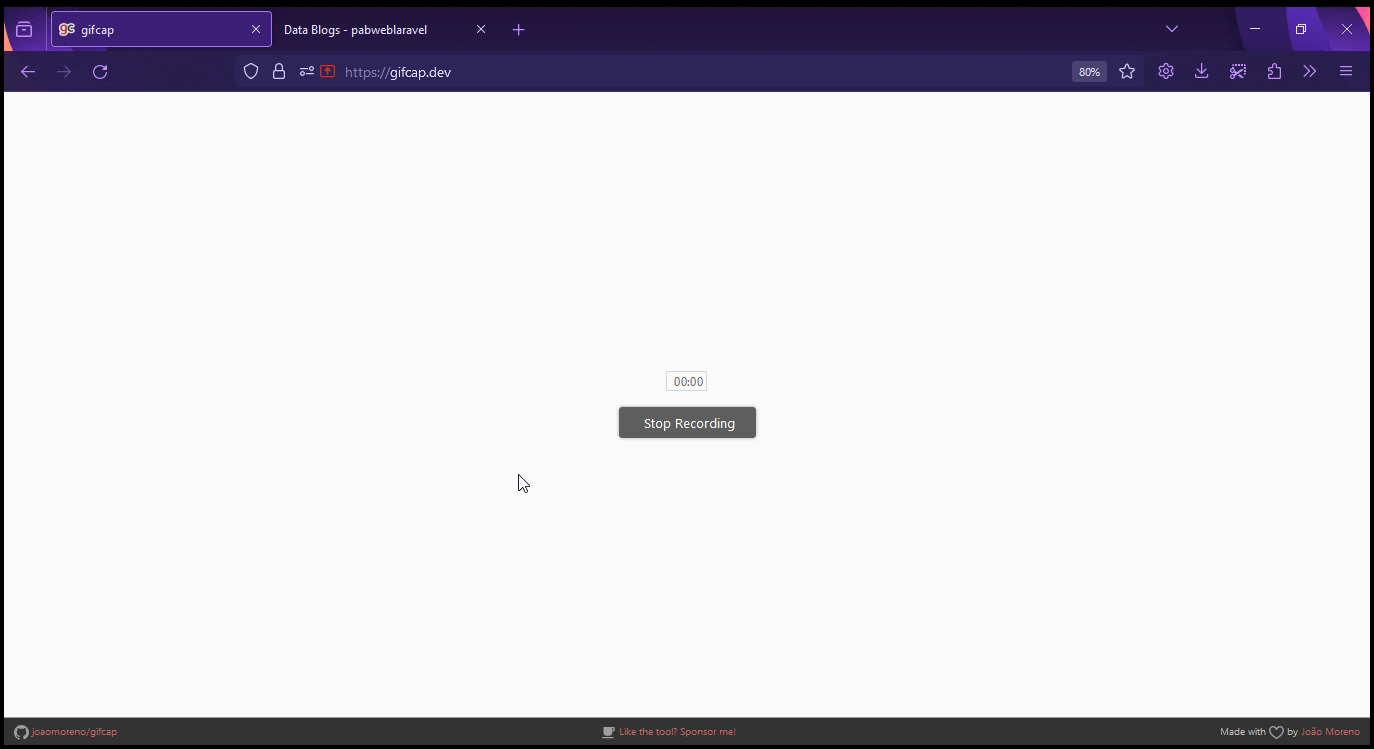 gc gifcap
Data Blogs - pabweblaravel
https://gifcap.dev
80%
00:00
Stop Recording
joaomoreno/gifcap
Like the tool? Sponsor me!
Made with by João Moreno